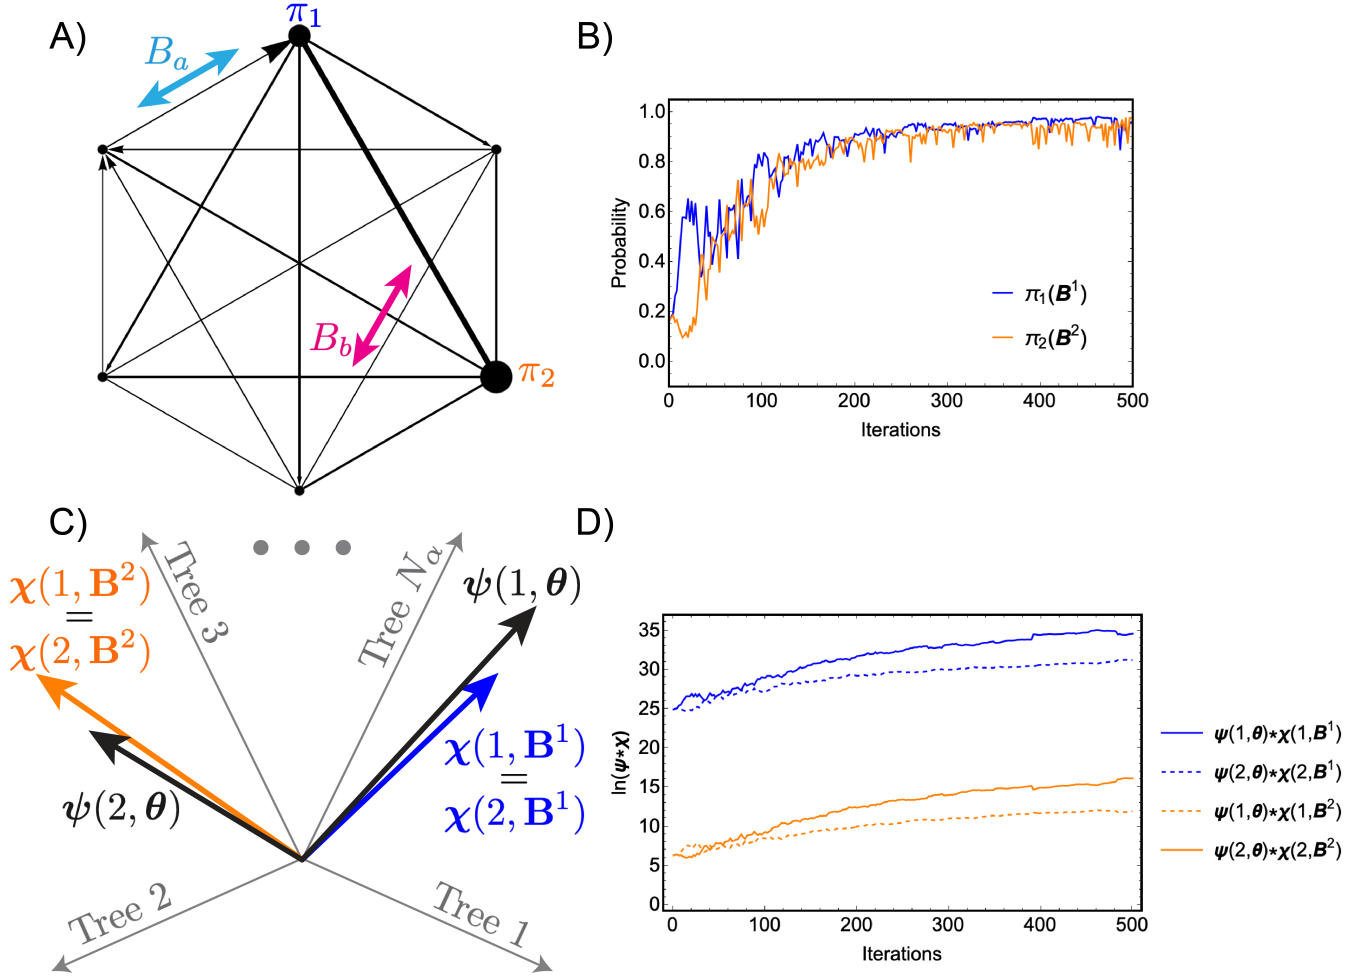 A)
π₁
Bₐ
B_b
π₂
B)
1.0
0.8
0.6
0.4
0.2
0.0
Probability
π₁(B¹)
π₂(B²)
0 100 200 300 400 500
Iterations
C)
Tree 3
Tree N_α
χ(1, B²)
=
χ(2, B²)
ψ(1, θ)
ψ(2, θ)
χ(1, B¹)
=
χ(2, B¹)
Tree 2
Tree 1
D)
35
30
25
20
15
10
5
0
ln(ψ*χ)
0 100 200 300 400 500
Iterations
ψ(1,θ)*χ(1,B¹)
ψ(2,θ)*χ(2,B¹)
ψ(1,θ)*χ(1,B²)
ψ(2,θ)*χ(2,B²)